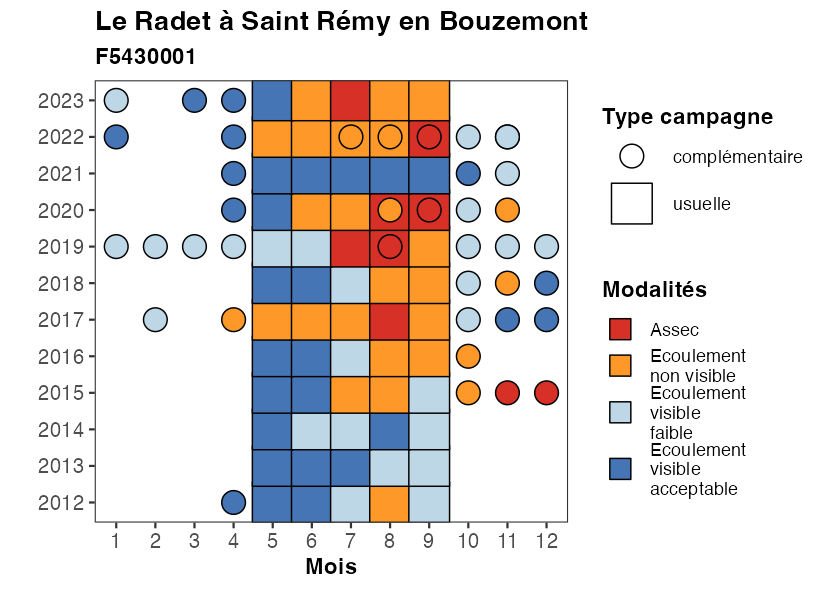 Le Radet à Saint Rémy en Bouzemont
F5430001
2023
2022
2021
2020
2019
2018
2017
2016
2015
2014
2013
2012
1 2 3 4 5 6 7 8 9 10 11 12
Mois
Type campagne
complémentaire
usuelle
Modalités
Assec
Ecoulement
non visible
Ecoulement
visible
faible
Ecoulement
visible
acceptable